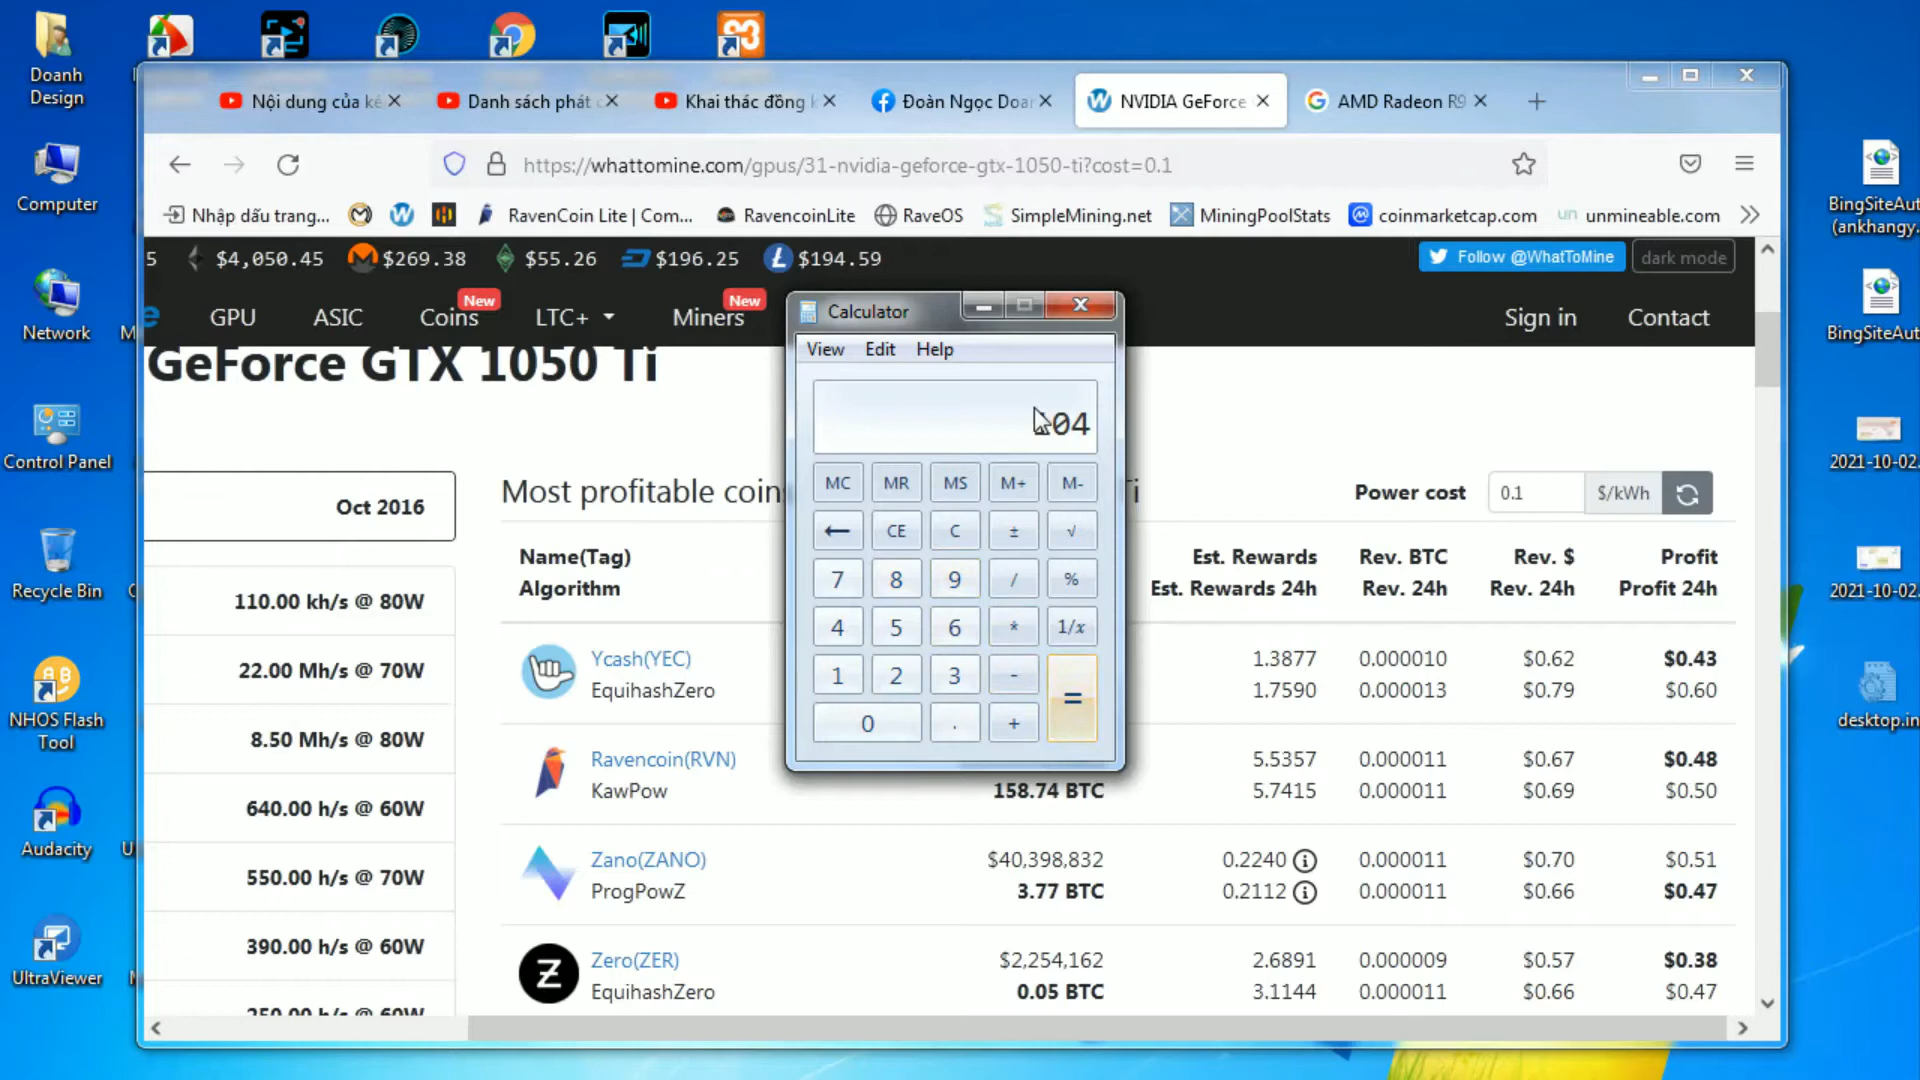 Doanh
Design
Computer
Network
Control Panel
Recycle Bin
NHOS Flash
Tool
Audacity
UltraViewer
Nội dung của kê
Danh sách phát
Khai thác đồng
Đoàn Ngọc Doar
NVIDIA GeForce
AMD Radeon R9
https://whattomine.com/gpus/31-nvidia-geforce-gtx-1050-ti?cost=0.1
Nhập dấu trang...
RavenCoin Lite | Com...
RavencoinLite
RaveOS
SimpleMining.net
MiningPoolStats
coinmarketcap.com
un unmineable.com
5 $4,050.45 $269.38 $55.26 $196.25 $194.59
Follow @WhatToMine
dark mode
GPU
ASIC
Coins
New
LTC+
Miners
New
Sign in
Contact
GeForce GTX 1050 Ti
Oct 2016
110.00 kh/s @ 80W
22.00 Mh/s @ 70W
8.50 Mh/s @ 80W
640.00 h/s @ 60W
550.00 h/s @ 70W
390.00 h/s @ 60W
250.00 h/s @ 60W
Calculator
View Edit Help
04
MC MR MS M+ M-
← CE C ± √
7 8 9 / %
4 5 6 * 1/x
1 2 3 - =
0 . +
Most profitable coin
Ti
Power cost 0.1 $/kWh
Name(Tag) Est. Rewards Rev. BTC Rev. $ Profit
Algorithm Est. Rewards 24h Rev. 24h Rev. 24h Profit 24h
Ycash(YEC) 1.3877 0.000010 $0.62 $0.43
EquihashZero 1.7590 0.000013 $0.79 $0.60
Ravencoin(RVN) 5.5357 0.000011 $0.67 $0.48
KawPow 158.74 BTC 5.7415 0.000011 $0.69 $0.50
Zano(ZANO) $40,398,832 0.2240 0.000011 $0.70 $0.51
ProgPowZ 3.77 BTC 0.2112 0.000011 $0.66 $0.47
Zero(ZER) $2,254,162 2.6891 0.000009 $0.57 $0.38
EquihashZero 0.05 BTC 3.1144 0.000011 $0.66 $0.47
BingSiteAut
(ankhangy.
BingSiteAut
2021-10-02.
2021-10-02.
desktop.in